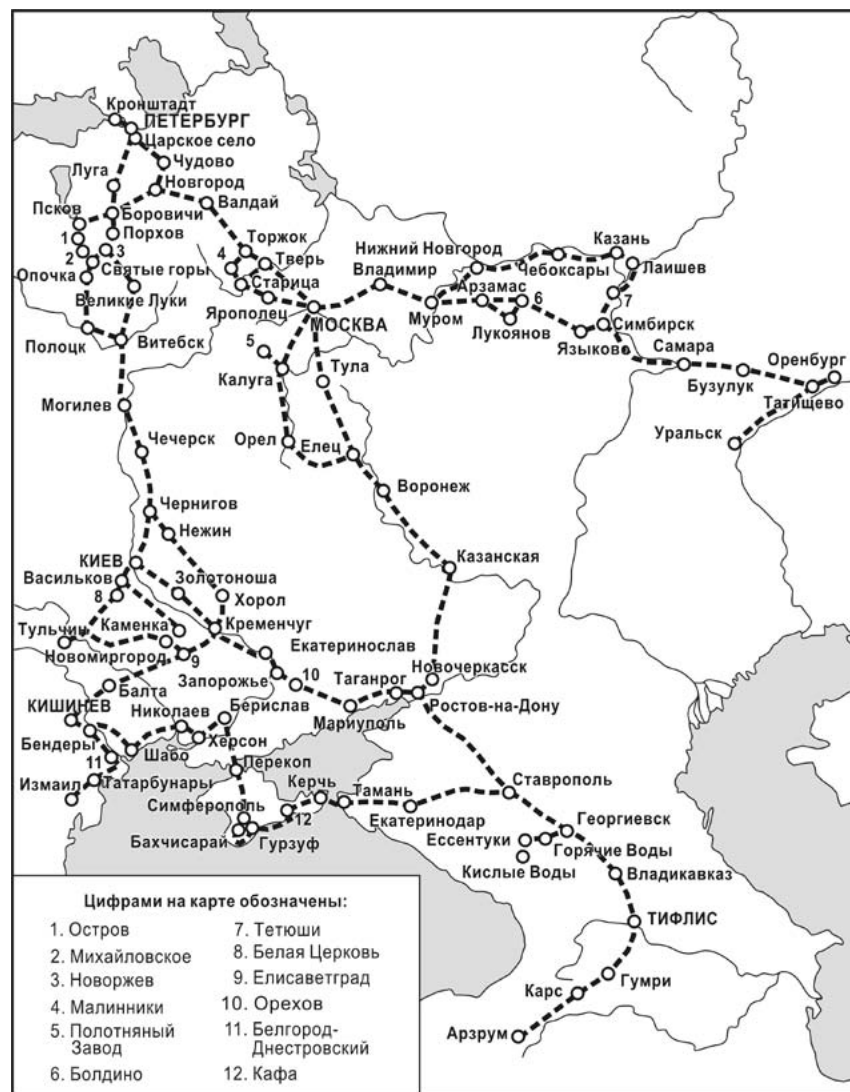 Кронштадт
ПЕТЕРБУРГ
Царское село
Чудово
Луга
Новгород
Валдай
Псков
Боровичи
1
Порхов
Торжок
4
Тверь
2
3
Святые горы
Опочка
Старица
Великие Луки
Ярополец
МОСКВА
Нижний Новгород
Казань
Владимир
Чебоксары
Лаишев
Арзамас
6
7
Муром
Лукоянов
Симбирск
Языково
Самара
Оренбург
Бузулук
Татищево
Уральск
Полоцк
Витебск
5
Калуга
Тула
Могилев
Орел
Елец
Чечерск
Воронеж
Чернигов
Нежин
КИЕВ
Казанская
Васильков
Золотоноша
8
Хорол
Каменка
Кременчуг
Тульчин
Новомиргород
9
Екатеринослав
Запорожье
10
Таганрог
Новочеркасск
Балта
Ростов-на-Дону
КИШИНЕВ
Николаев
Берислав
Мариуполь
Бендеры
Шабо
Херсон
11
Перекоп
Измаил
Татарбунары
Керчь
Тамань
Ставрополь
Симферополь
12
Екатеринодар
Георгиевск
Бахчисарай
Гурзуф
Ессентуки
Горячие Воды
Кислые Воды
Владикавказ
ТИФЛИС
Гумри
Карс
Арзрум
Цифрами на карте обозначены:
1. Остров
2. Михайловское
3. Новоржев
4. Малинники
5. Полотняный
Завод
6. Болдино
7. Тетюши
8. Белая Церковь
9. Елисаветград
10. Орехов
11. Белгород-
Днестровский
12. Кафа